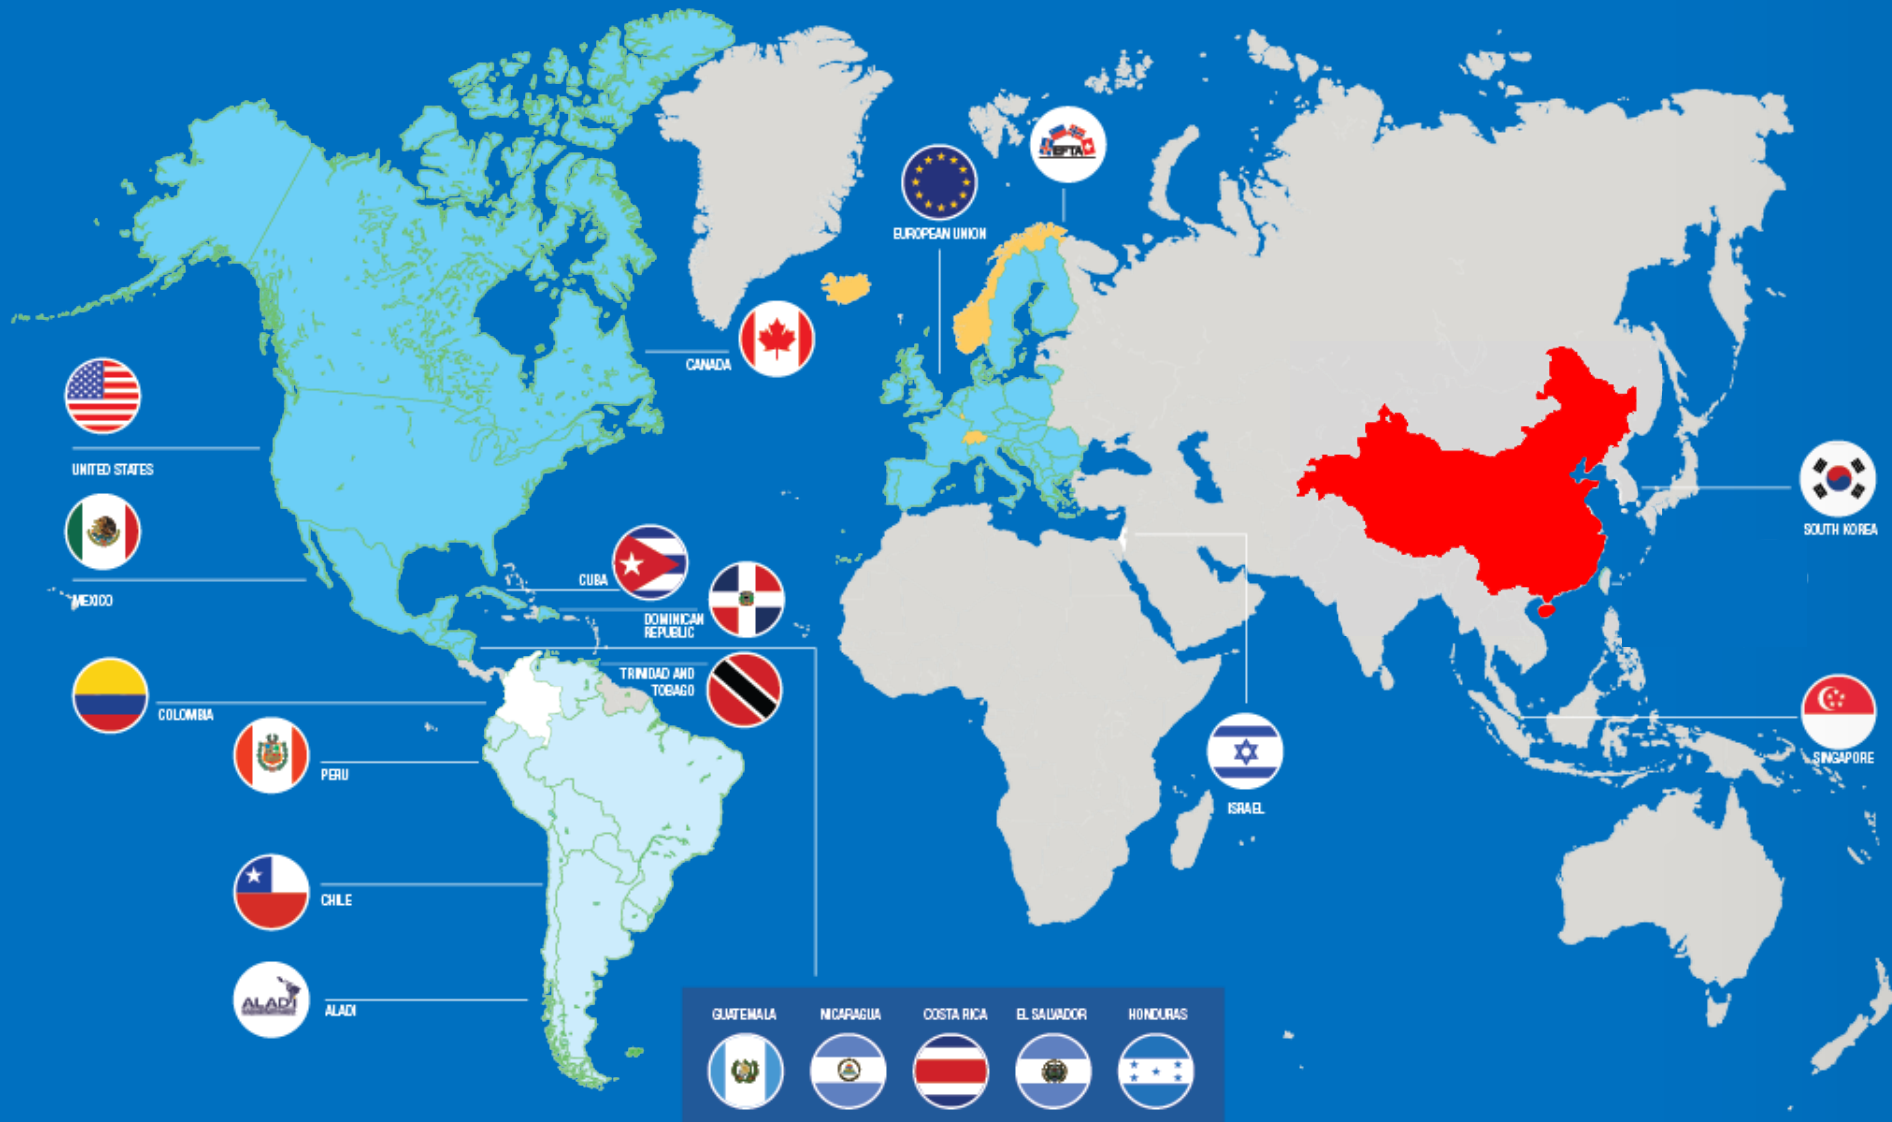 EFTA
EUROPEAN UNION
CANADA
UNITED STATES
MEXICO
CUBA
DOMINICAN
REPUBLIC
TRINIDAD AND
TOBAGO
COLOMBIA
PERU
CHILE
ALADI
ALADI
SOUTH KOREA
SINGAPORE
ISRAEL
GUATEMALA
NICARAGUA
COSTA RICA
EL SALVADOR
HONDURAS